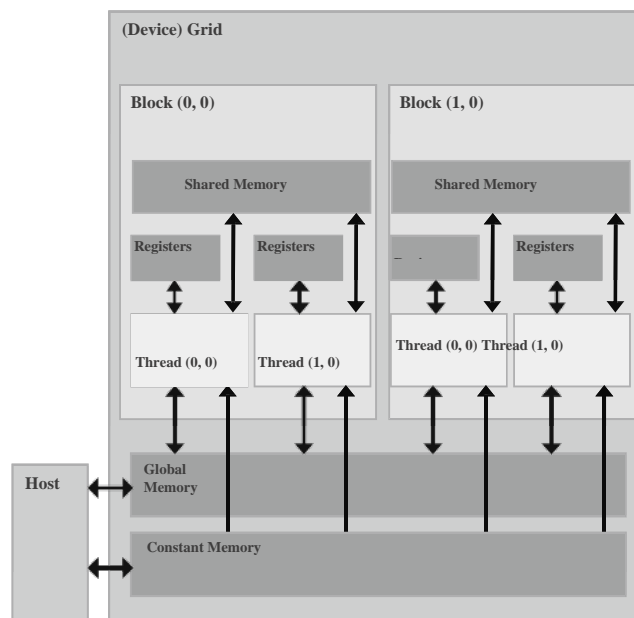 (Device) Grid
Block (0, 0)
Block (1, 0)
Shared Memory
Shared Memory
Registers
Registers
Registers
Thread (0, 0)
Thread (1, 0)
Thread (0, 0) Thread (1, 0)
Host
Global
Memory
Constant Memory